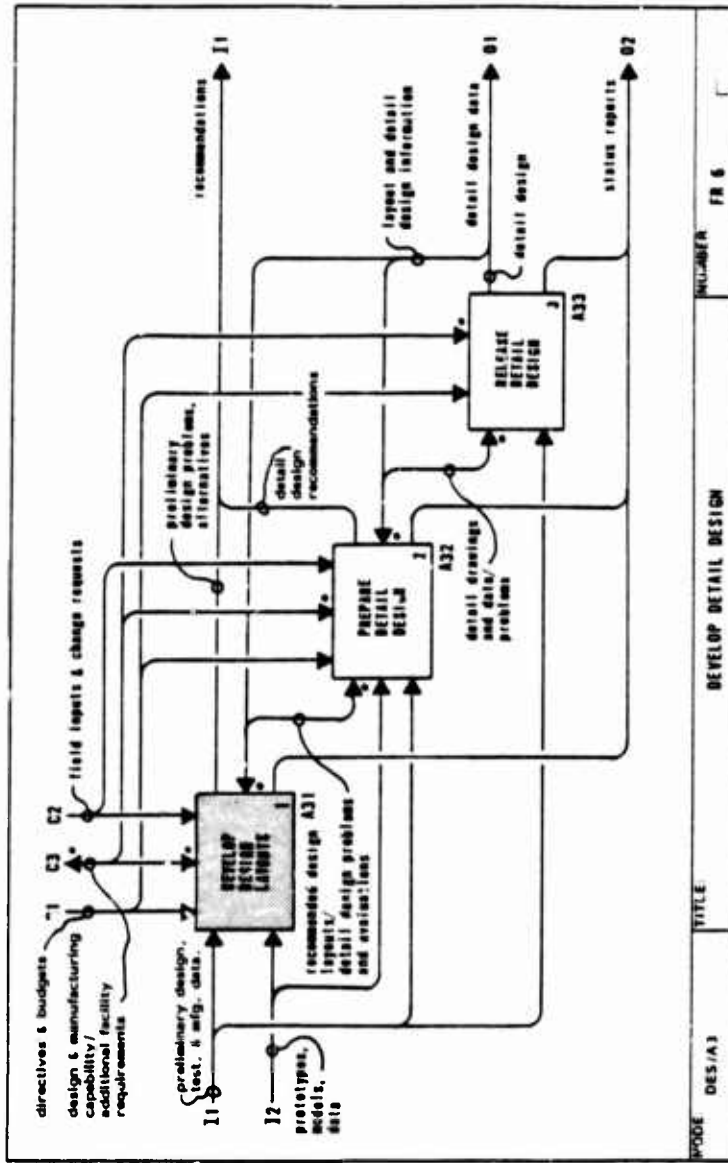 directives & budgets
design & manufacturing
capability/
additional facility
requirements
C3
C2
field inputs & change requests
I1
preliminary design,
test, & mfg. data.
I2
prototypes,
models,
data
DEVELOP
DESIGN
LAYOUTS
1
A31
recommended design
layouts/
detail design problems
and evaluations
preliminary
design problems,
alternatives
detail
design
recommendations
PREPARE
DETAIL
DESIGN
2
A32
detail drawings
and data/
problems
RELEASE
DETAIL
DESIGN
3
A33
recommendations
I1
layout and detail
design information
detail design data
O1
detail design
status reports
O2
NODE
DES/A3
TITLE
DEVELOP DETAIL DESIGN
NUMBER
FR 6